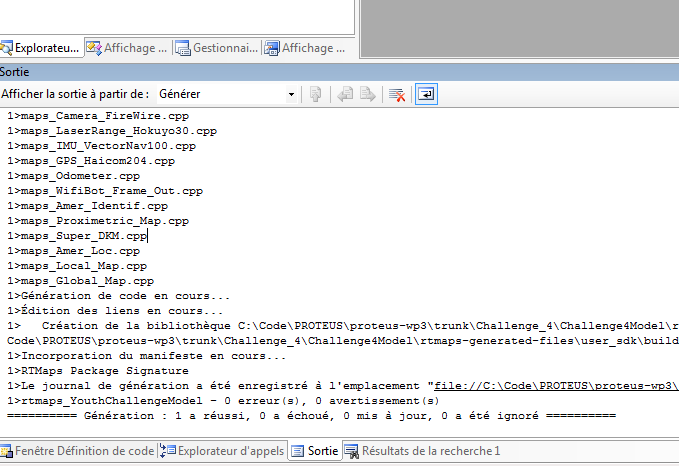 Explorateu... Affichage ... Gestionnai... Affichage ...
Sortie
Afficher la sortie à partir de : Générer
1>maps_Camera_FireWire.cpp
1>maps_LaserRange_Hokuyo30.cpp
1>maps_IMU_VectorNav100.cpp
1>maps_GPS_Haicom204.cpp
1>maps_Odometer.cpp
1>maps_WifiBot_Frame_Out.cpp
1>maps_Amer_Identif.cpp
1>maps_Proximetric_Map.cpp
1>maps_Super_DKM.cpp
1>maps_Amer_Loc.cpp
1>maps_Local_Map.cpp
1>maps_Global_Map.cpp
1>Génération de code en cours...
1>Édition des liens en cours...
1>   Création de la bibliothèque C:\Code\PROTEUS\proteus-wp3\trunk\Challenge_4\Challenge4Model\r
Code\PROTEUS\proteus-wp3\trunk\Challenge_4\Challenge4Model\rtmaps-generated-files\user_sdk\build
1>Incorporation du manifeste en cours...
1>RTMaps Package Signature
1>Le journal de génération a été enregistré à l'emplacement "file://C:\Code\PROTEUS\proteus-wp3\
1>rtmaps_YouthChallengeModel - 0 erreur(s), 0 avertissement(s)
========== Génération : 1 a réussi, 0 a échoué, 0 mis à jour, 0 a été ignoré ==========
Fenêtre Définition de code Explorateur d'appels Sortie Résultats de la recherche 1